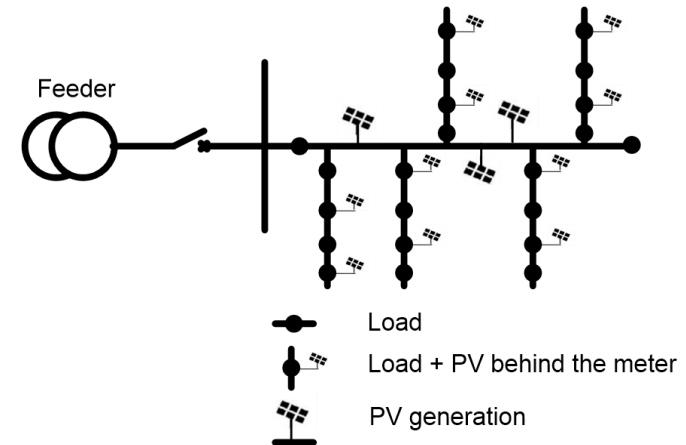 Feeder
Load
Load + PV behind the meter
PV generation